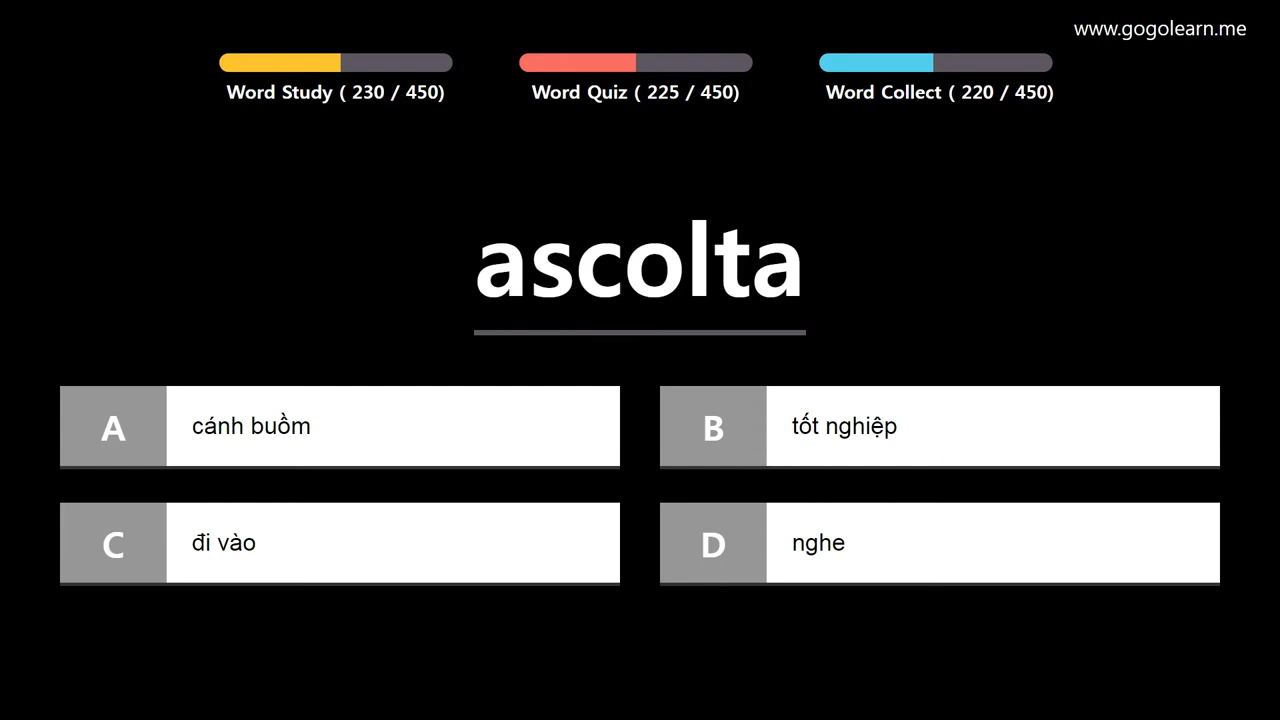 www.gogolearn.me
Word Study ( 230 / 450)
Word Quiz ( 225 / 450)
Word Collect ( 220 / 450)
ascolta
A
cánh buồm
B
tốt nghiệp
C
đi vào
D
nghe